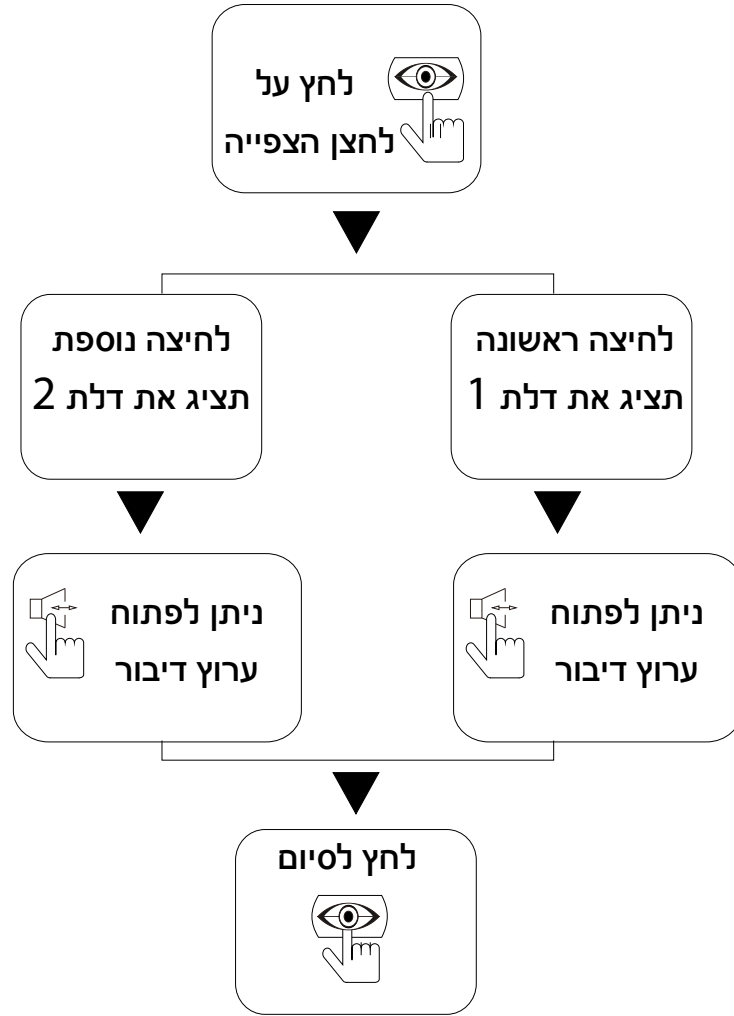 לחץ על
לחצן הצפייה
לחיצה ראשונה
תציג את דלת 1
לחיצה נוספת
תציג את דלת 2
ניתן לפתוח
ערוץ דיבור
ניתן לפתוח
ערוץ דיבור
לחץ לסיום